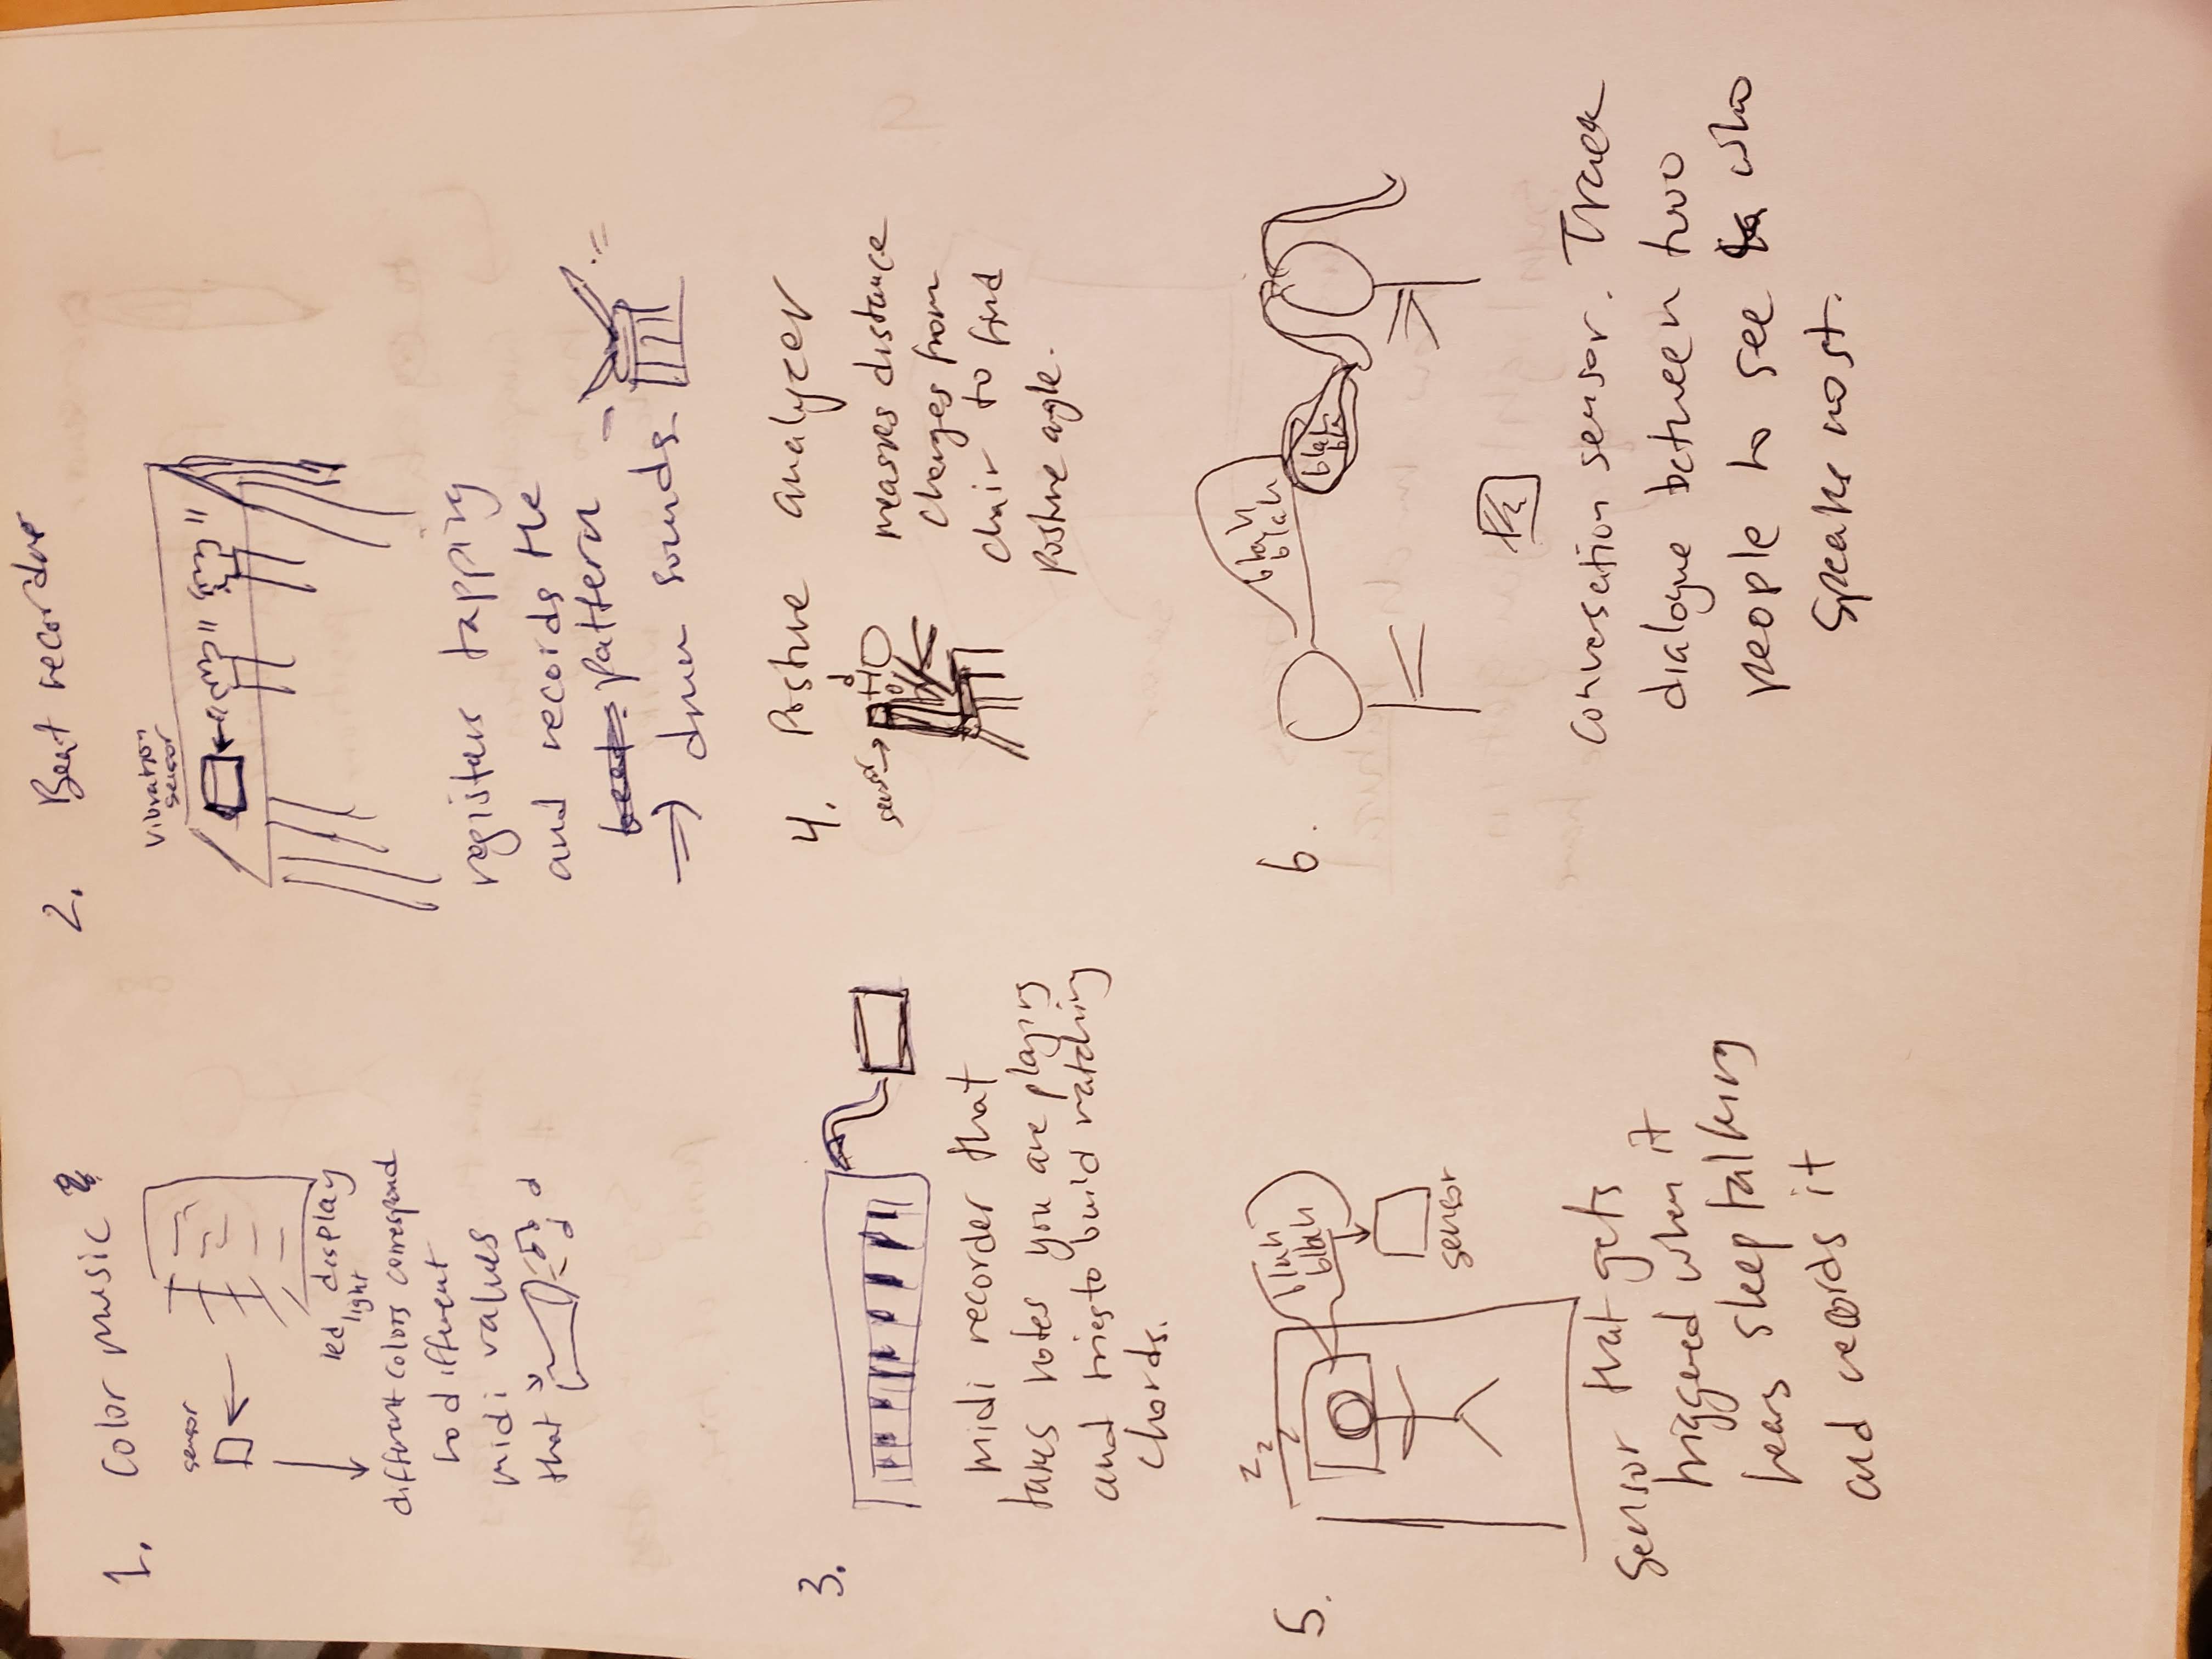 1. Color music
sensor
led light display
different colors correspond
to different
midi values
that
2. Beat recorder
vibration
sensor
registers tapping
and records the
beat. pattern
⇒ drum sounds
3.
midi recorder that
takes notes you are playing
and tries to build matching
chords.
4. Posture analyzer
sensor
d
measures distance
changes from
chair to find
posture angle.
5.
z z z
blah
blah
sensor
Sensor that gets
triggered when it
hears sleep talking
and records it
6.
blah
blah
blah
bla
conversation sensor. Track
dialogue between two
people to see who
speaks most.